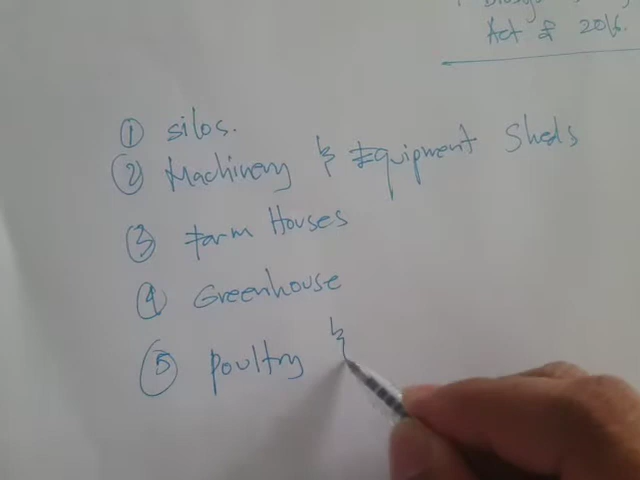 Act of 2016.
① silos.
② Machinery & Equipment Sheds
③ Farm Houses
④ Greenhouse
⑤ Poultry &